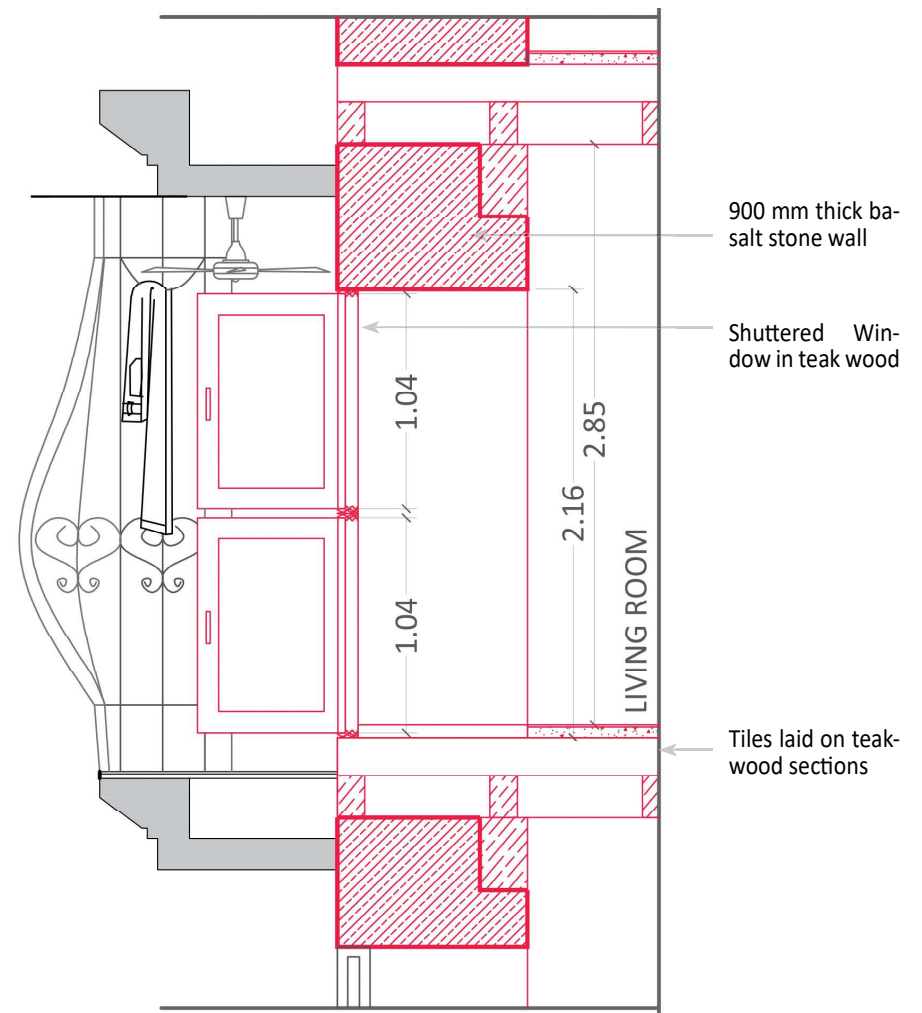 900 mm thick ba-
salt stone wall
Shuttered Win-
dow in teak wood
1.04
2.85
2.16
1.04
LIVING ROOM
Tiles laid on teak-
wood sections